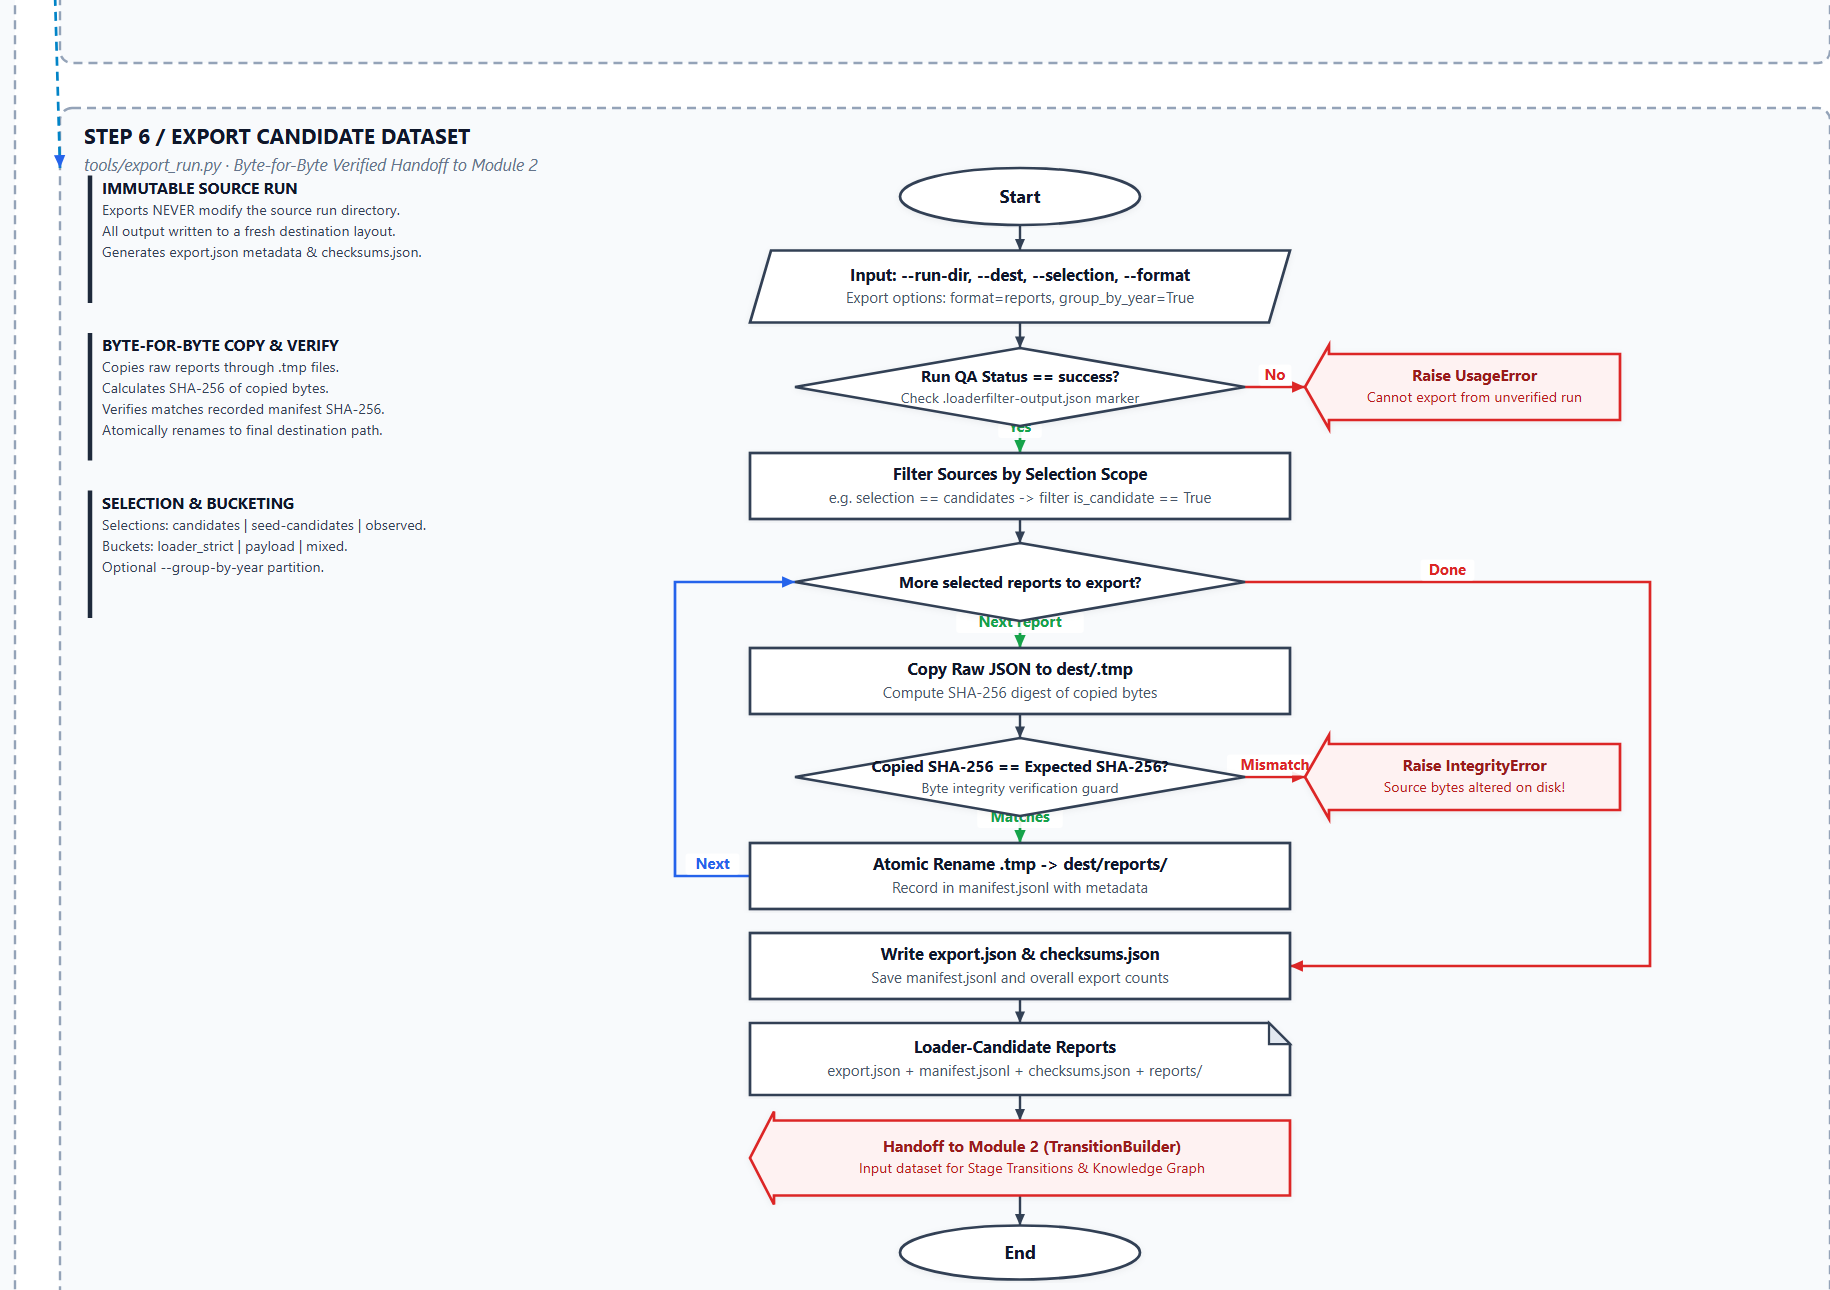 STEP 6 / EXPORT CANDIDATE DATASET
tools/export_run.py · Byte-for-Byte Verified Handoff to Module 2
IMMUTABLE SOURCE RUN
Exports NEVER modify the source run directory.
All output written to a fresh destination layout.
Generates export.json metadata & checksums.json.
BYTE-FOR-BYTE COPY & VERIFY
Copies raw reports through .tmp files.
Calculates SHA-256 of copied bytes.
Verifies matches recorded manifest SHA-256.
Atomically renames to final destination path.
SELECTION & BUCKETING
Selections: candidates | seed-candidates | observed.
Buckets: loader_strict | payload | mixed.
Optional --group-by-year partition.
Start
Input: --run-dir, --dest, --selection, --format
Export options: format=reports, group_by_year=True
Run QA Status == success?
Check .loaderfilter-output.json marker
No
Raise UsageError
Cannot export from unverified run
Yes
Filter Sources by Selection Scope
e.g. selection == candidates -> filter is_candidate == True
More selected reports to export?
Done
Next report
Copy Raw JSON to dest/.tmp
Compute SHA-256 digest of copied bytes
Copied SHA-256 == Expected SHA-256?
Byte integrity verification guard
Mismatch
Raise IntegrityError
Source bytes altered on disk!
Matches
Next
Atomic Rename .tmp -> dest/reports/
Record in manifest.jsonl with metadata
Write export.json & checksums.json
Save manifest.jsonl and overall export counts
Loader-Candidate Reports
export.json + manifest.jsonl + checksums.json + reports/
Handoff to Module 2 (TransitionBuilder)
Input dataset for Stage Transitions & Knowledge Graph
End